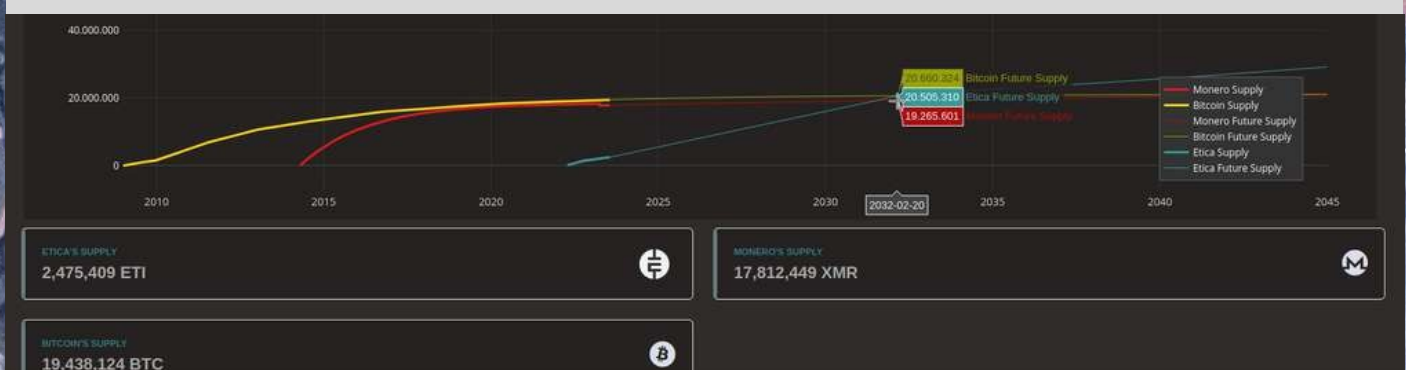 40.000.000
20.000.000
0
2010 2015 2020 2025 2030 2035 2040 2045
20.660.324 Bitcoin Future Supply
20.505.310 Etica Future Supply
19.265.601 Monero Future Supply
2032-02-20
Monero Supply
Bitcoin Supply
Monero Future Supply
Bitcoin Future Supply
Etica Supply
Etica Future Supply
ETICA'S SUPPLY
2,475,409 ETI
MONERO'S SUPPLY
17,812,449 XMR
BITCOIN'S SUPPLY
19,438,124 BTC